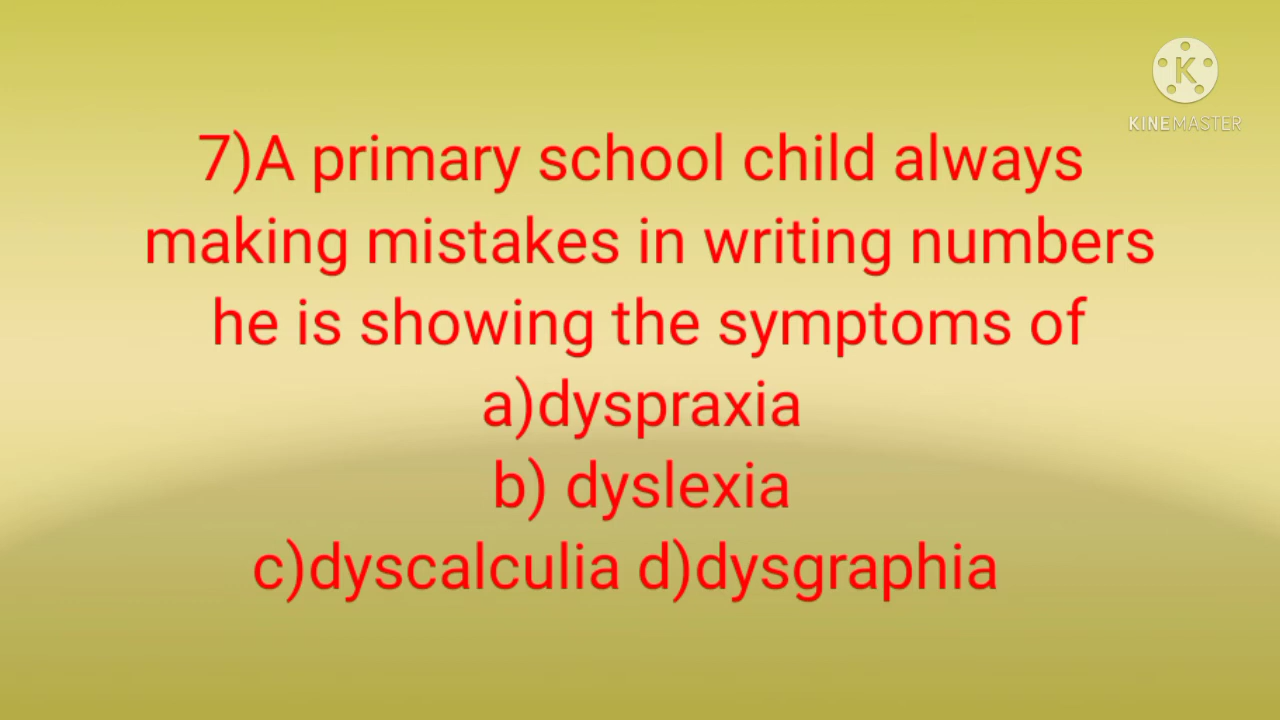 K
KINEMASTER
7)A primary school child always
making mistakes in writing numbers
he is showing the symptoms of
a)dyspraxia
b) dyslexia
c)dyscalculia d)dysgraphia